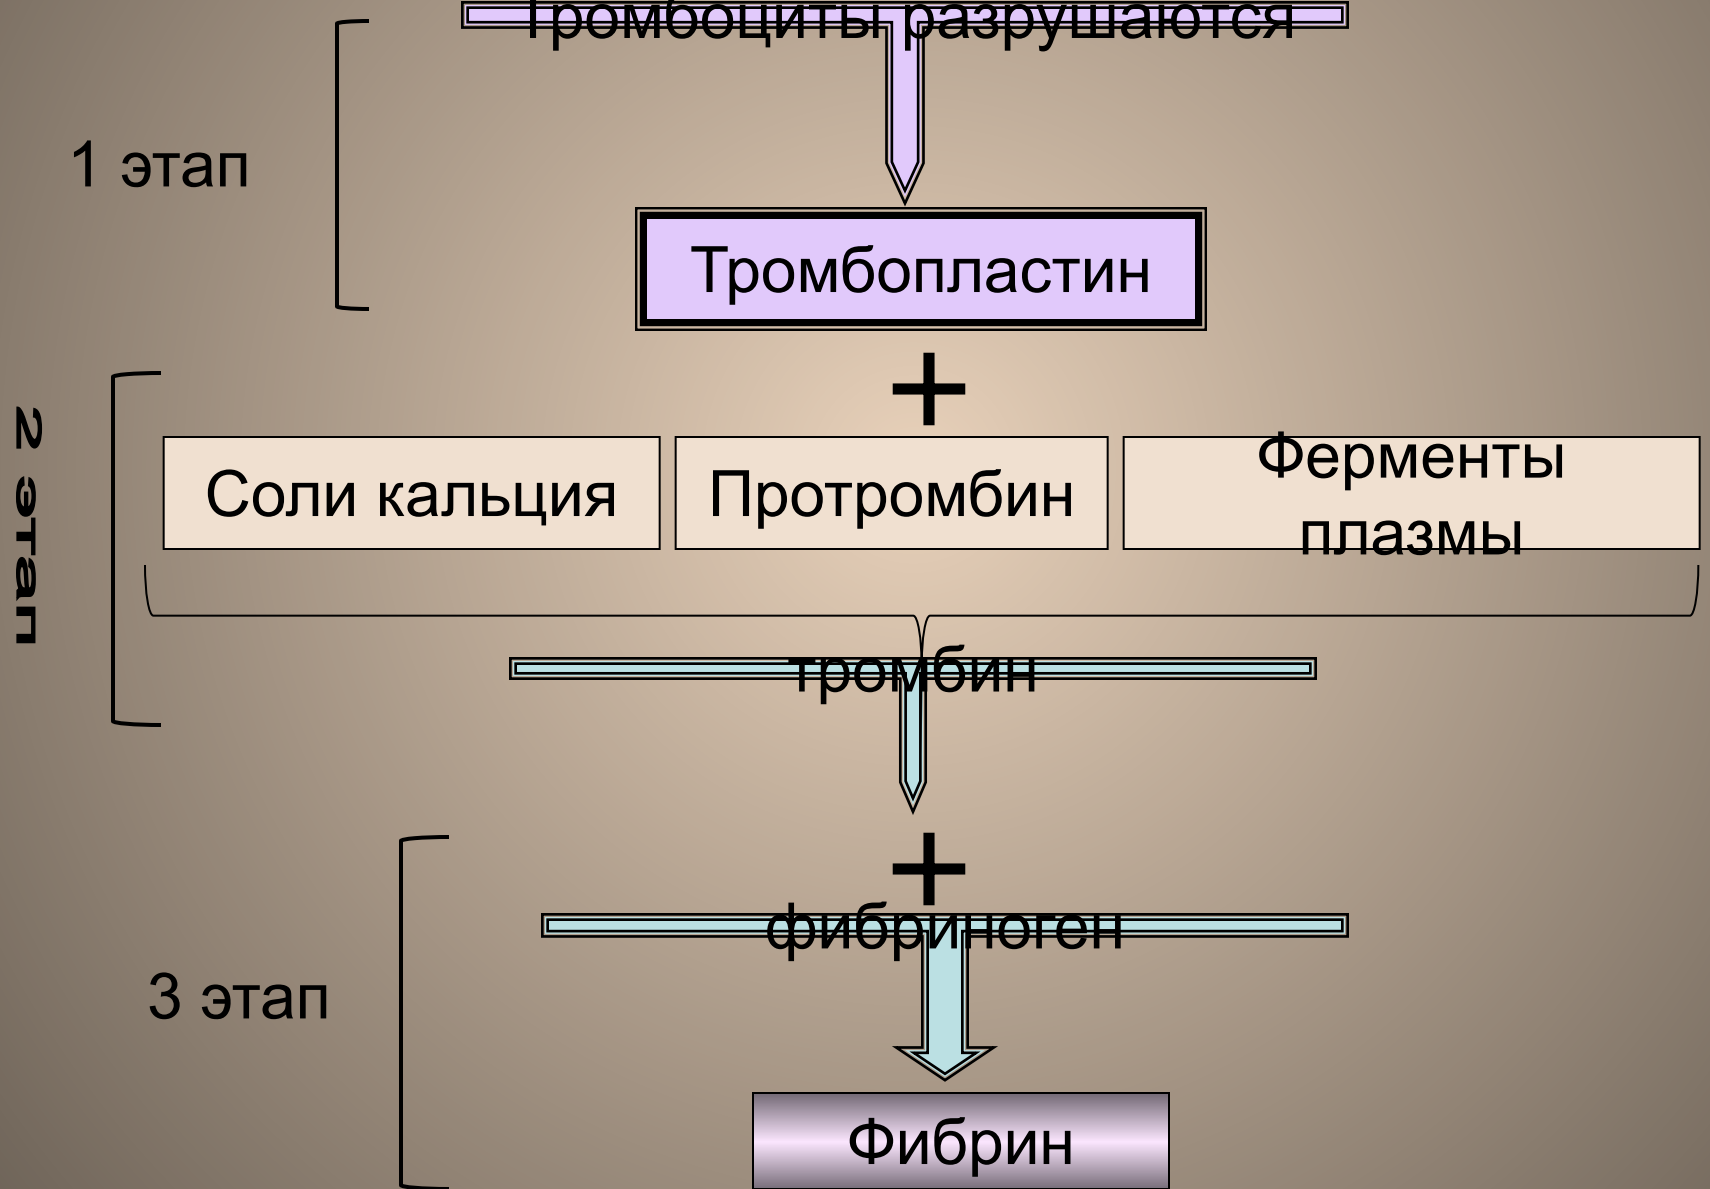 Тромбоциты разрушаются
1 этап
Тромбопластин
+
2 этап
Соли кальция
Протромбин
Ферменты
плазмы
тромбин
+
фибриноген
3 этап
Фибрин